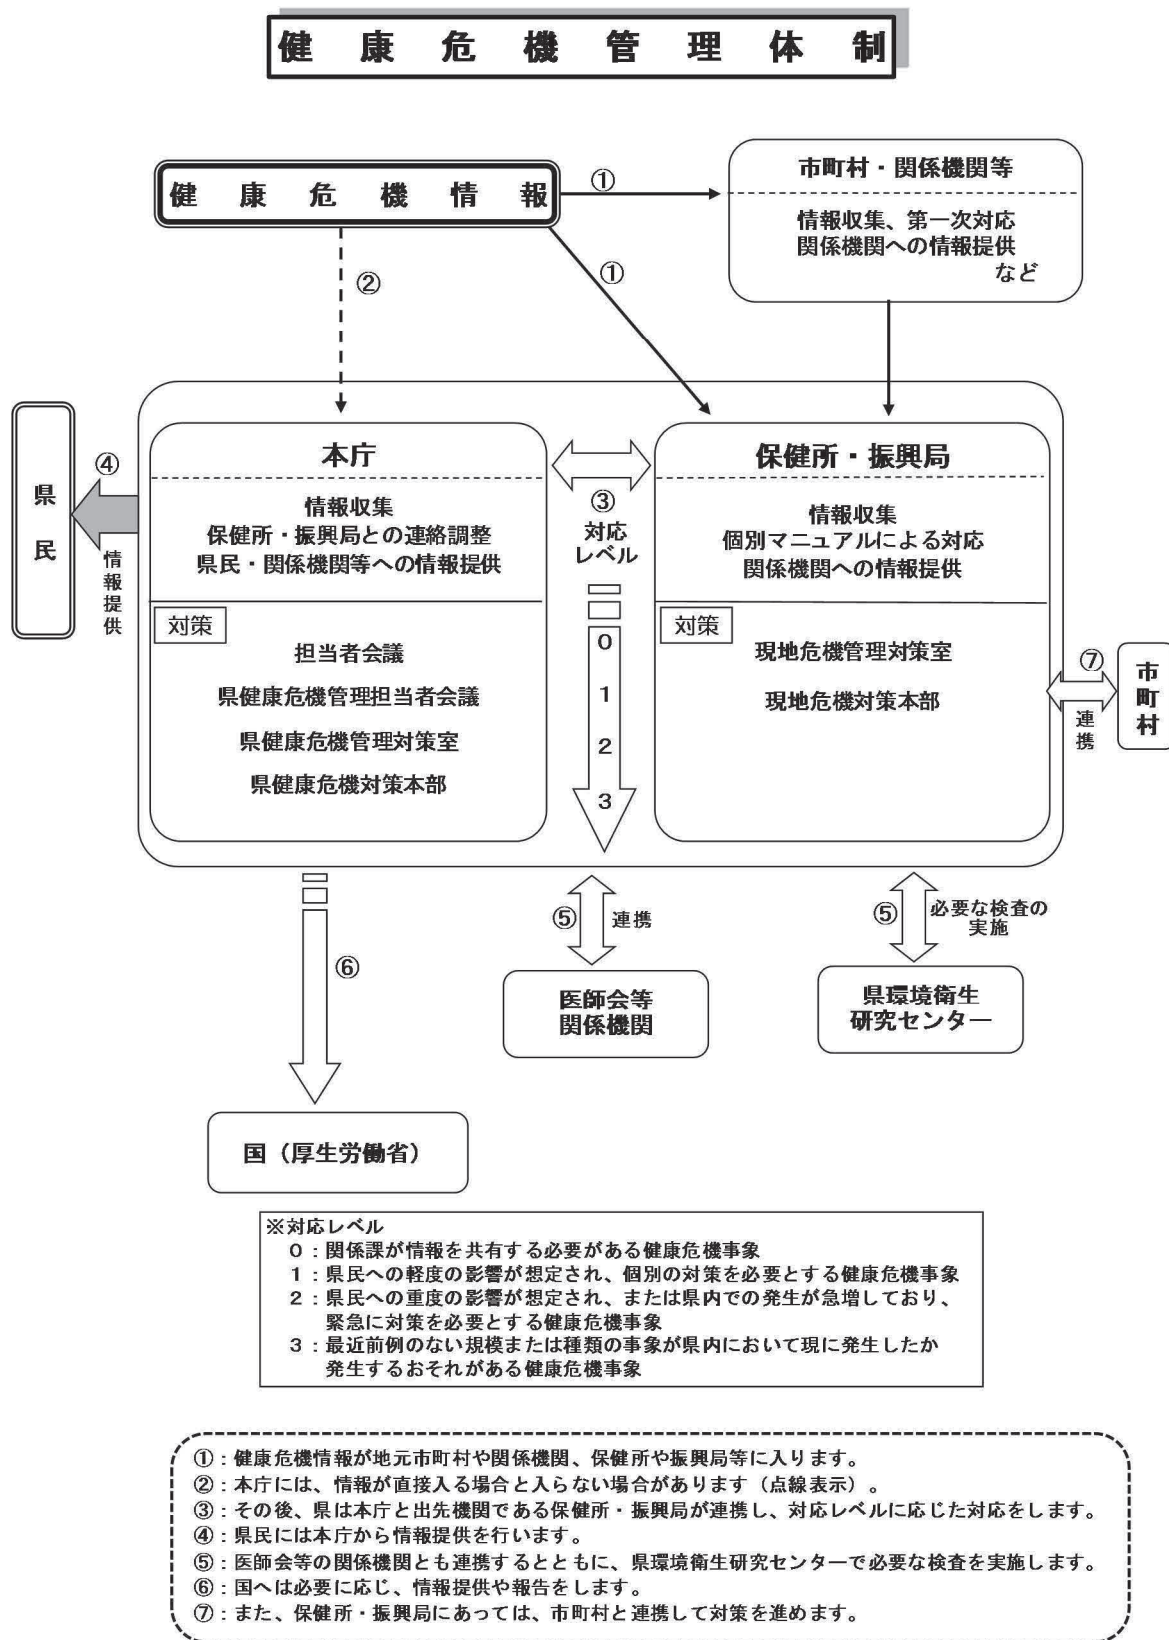 健康危機管理体制
健康危機情報
①
市町村・関係機関等
情報収集、第一次対応
関係機関への情報提供
など
②
①
県民
④
情報提供
本庁
情報収集
保健所・振興局との連絡調整
県民・関係機関等への情報提供
対策
担当者会議
県健康危機管理担当者会議
県健康危機管理対策室
県健康危機対策本部
③
対応
レベル
0
1
2
3
保健所・振興局
情報収集
個別マニュアルによる対応
関係機関への情報提供
対策
現地危機管理対策室
現地危機対策本部
⑦
連携
市町村
⑥
⑤
連携
⑤
必要な検査の
実施
医師会等
関係機関
県環境衛生
研究センター
国（厚生労働省）
※対応レベル
0：関係課が情報を共有する必要がある健康危機事象
1：県民への軽度の影響が想定され、個別の対策を必要とする健康危機事象
2：県民への重度の影響が想定され、または県内での発生が急増しており、
緊急に対策を必要とする健康危機事象
3：最近前例のない規模または種類の事象が県内において現に発生したか
発生するおそれがある健康危機事象
①：健康危機情報が地元市町村や関係機関、保健所や振興局等に入ります。
②：本庁には、情報が直接入る場合と入らない場合があります（点線表示）。
③：その後、県は本庁と出先機関である保健所・振興局が連携し、対応レベルに応じた対応をします。
④：県民には本庁から情報提供を行います。
⑤：医師会等の関係機関とも連携するとともに、県環境衛生研究センターで必要な検査を実施します。
⑥：国へは必要に応じ、情報提供や報告をします。
⑦：また、保健所・振興局にあっては、市町村と連携して対策を進めます。